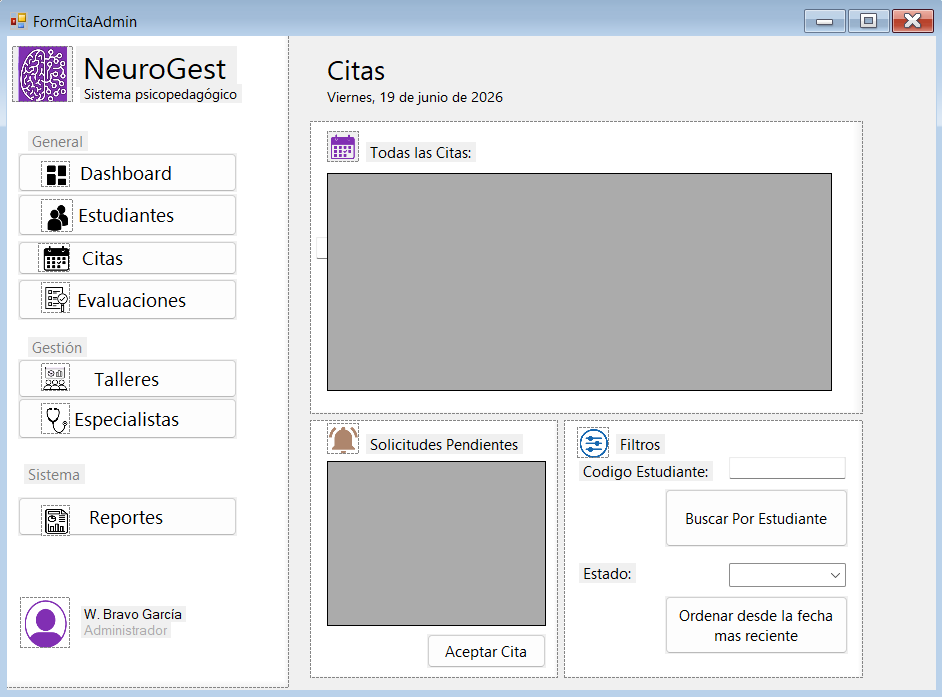 FormCitaAdmin
NeuroGest
Sistema psicopedagógico
General
Dashboard
Estudiantes
Citas
Evaluaciones
Gestión
Talleres
Especialistas
Sistema
Reportes
W. Bravo García
Administrador
Citas
Viernes, 19 de junio de 2026
Todas las Citas:
Solicitudes Pendientes
Aceptar Cita
Filtros
Codigo Estudiante:
Buscar Por Estudiante
Estado:
Ordenar desde la fecha
mas reciente